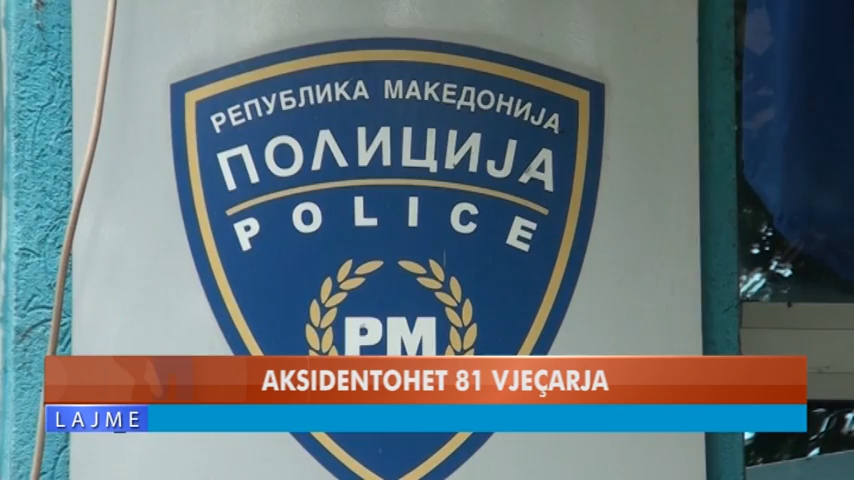 РЕПУБЛИКА МАКЕДОНИЈА
ПОЛИЦИЈА
POLICE
РМ
AKSIDENTOHET 81 VJEÇARJA
LAJME